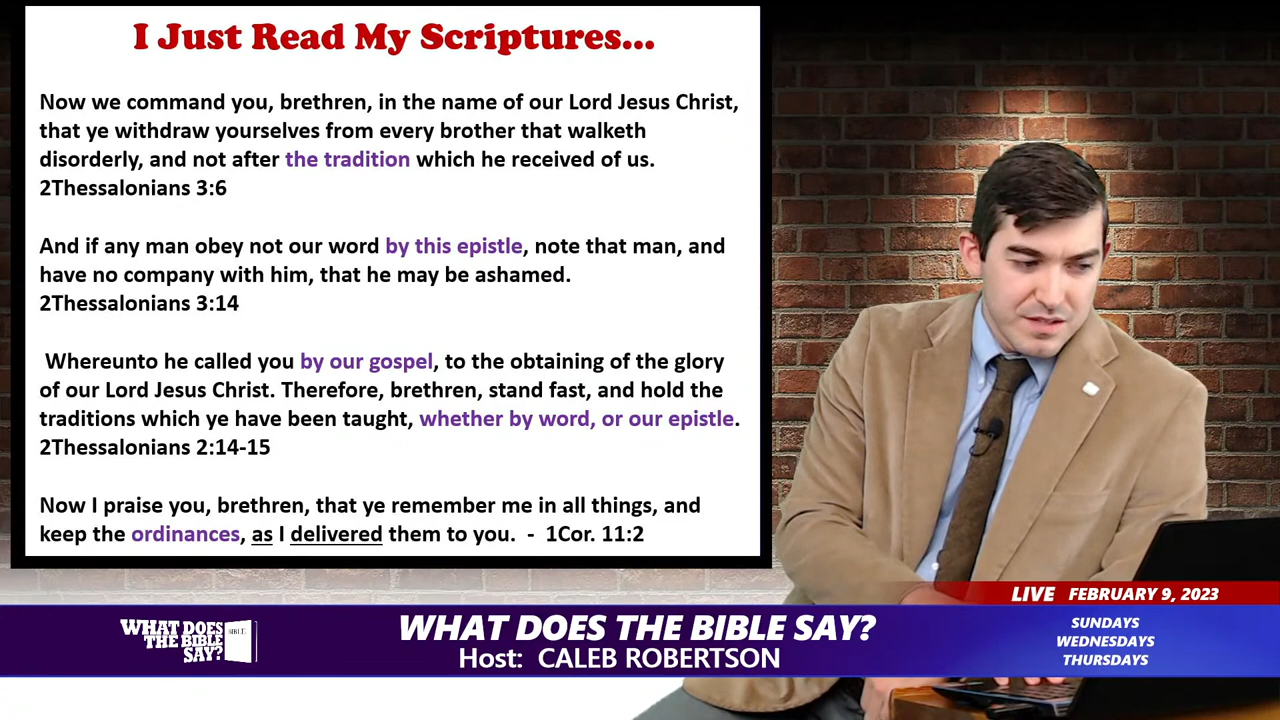 I Just Read My Scriptures...
Now we command you, brethren, in the name of our Lord Jesus Christ,
that ye withdraw yourselves from every brother that walketh
disorderly, and not after the tradition which he received of us.
2Thessalonians 3:6
And if any man obey not our word by this epistle, note that man, and
have no company with him, that he may be ashamed.
2Thessalonians 3:14
Whereunto he called you by our gospel, to the obtaining of the glory
of our Lord Jesus Christ. Therefore, brethren, stand fast, and hold the
traditions which ye have been taught, whether by word, or our epistle.
2Thessalonians 2:14-15
Now I praise you, brethren, that ye remember me in all things, and
keep the ordinances, as I delivered them to you. - 1Cor. 11:2
LIVE FEBRUARY 9, 2023
WHAT DOES
THE BIBLE
SAY?
BIBLE
WHAT DOES THE BIBLE SAY?
Host: CALEB ROBERTSON
SUNDAYS
WEDNESDAYS
THURSDAYS